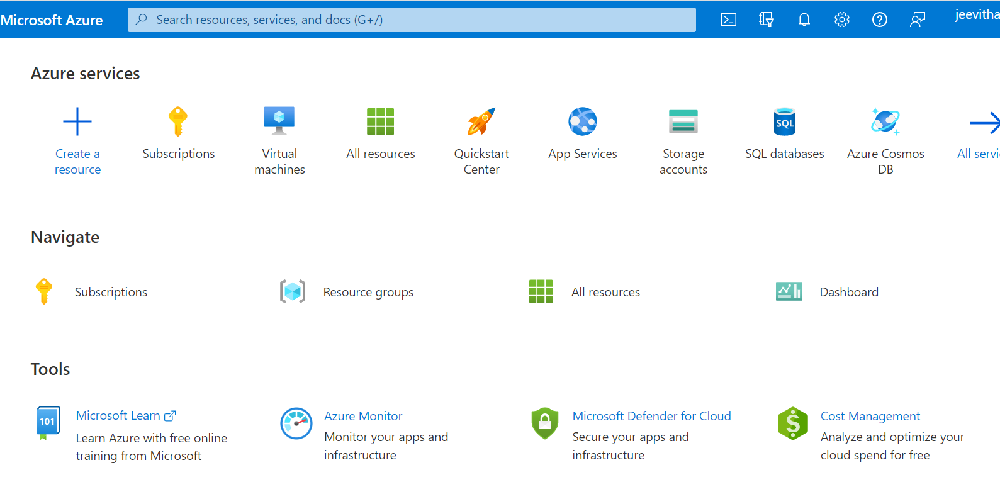 Microsoft Azure
Search resources, services, and docs (G+/)
jeevitha
Azure services
Create a
resource
Subscriptions
Virtual
machines
All resources
Quickstart
Center
App Services
Storage
accounts
SQL
SQL databases
Azure Cosmos
DB
All servi
Navigate
Subscriptions
Resource groups
All resources
Dashboard
Tools
101
Microsoft Learn
Learn Azure with free online
training from Microsoft
Azure Monitor
Monitor your apps and
infrastructure
Microsoft Defender for Cloud
Secure your apps and
infrastructure
$
Cost Management
Analyze and optimize your
cloud spend for free